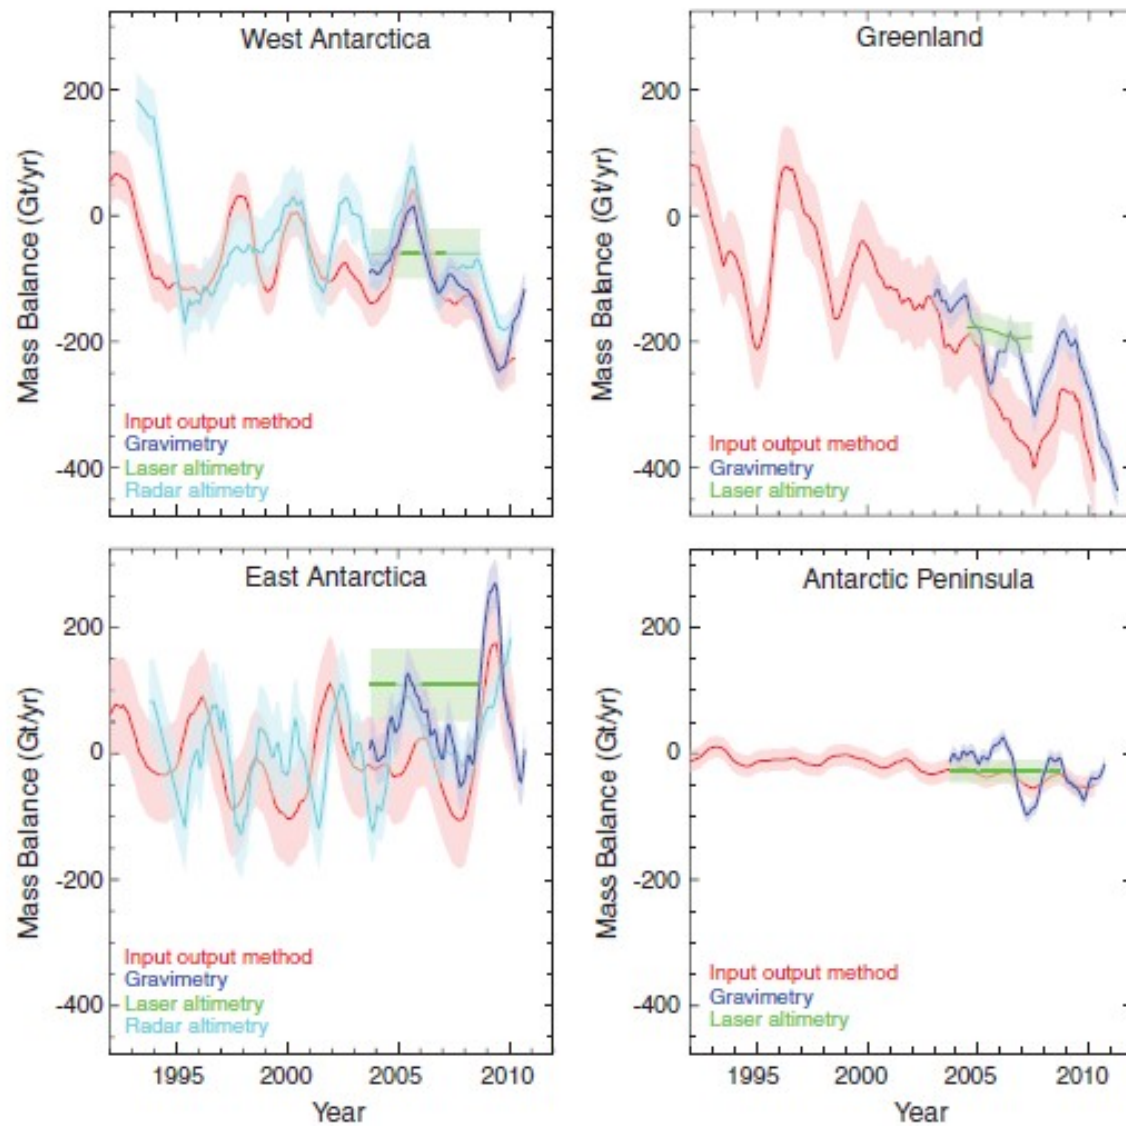 West Antarctica
200
0
-200
-400
Mass Balance (Gt/yr)
Input output method
Gravimetry
Laser altimetry
Radar altimetry
Greenland
200
0
-200
-400
Mass Balance (Gt/yr)
Input output method
Gravimetry
Laser altimetry
East Antarctica
200
0
-200
-400
Mass Balance (Gt/yr)
Input output method
Gravimetry
Laser altimetry
Radar altimetry
1995 2000 2005 2010
Year
Antarctic Peninsula
200
0
-200
-400
Mass Balance (Gt/yr)
Input output method
Gravimetry
Laser altimetry
1995 2000 2005 2010
Year